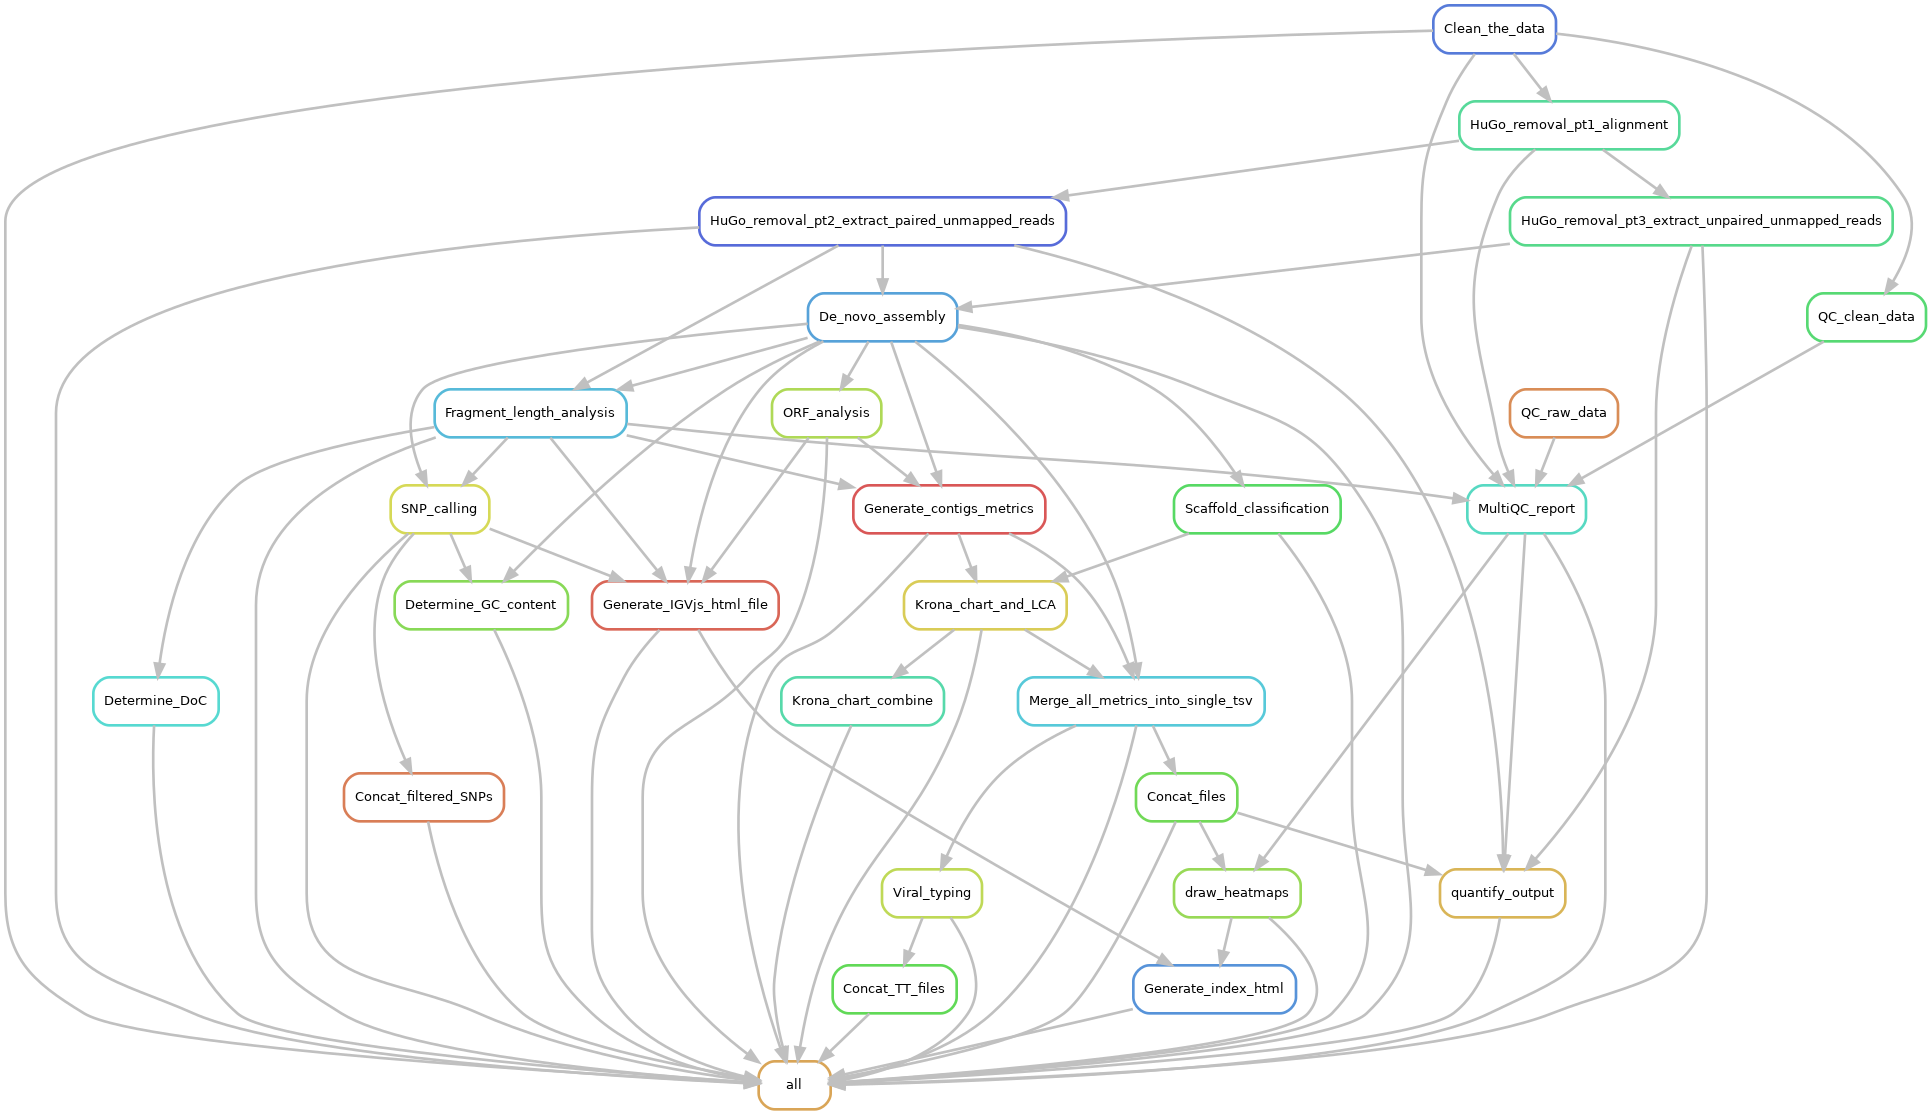 Clean_the_data
HuGo_removal_pt1_alignment
HuGo_removal_pt2_extract_paired_unmapped_reads
HuGo_removal_pt3_extract_unpaired_unmapped_reads
De_novo_assembly
QC_clean_data
Fragment_length_analysis
ORF_analysis
QC_raw_data
SNP_calling
Generate_contigs_metrics
Scaffold_classification
MultiQC_report
Determine_GC_content
Generate_IGVjs_html_file
Krona_chart_and_LCA
Determine_DoC
Krona_chart_combine
Merge_all_metrics_into_single_tsv
Concat_filtered_SNPs
Concat_files
Viral_typing
draw_heatmaps
quantify_output
Concat_TT_files
Generate_index_html
all